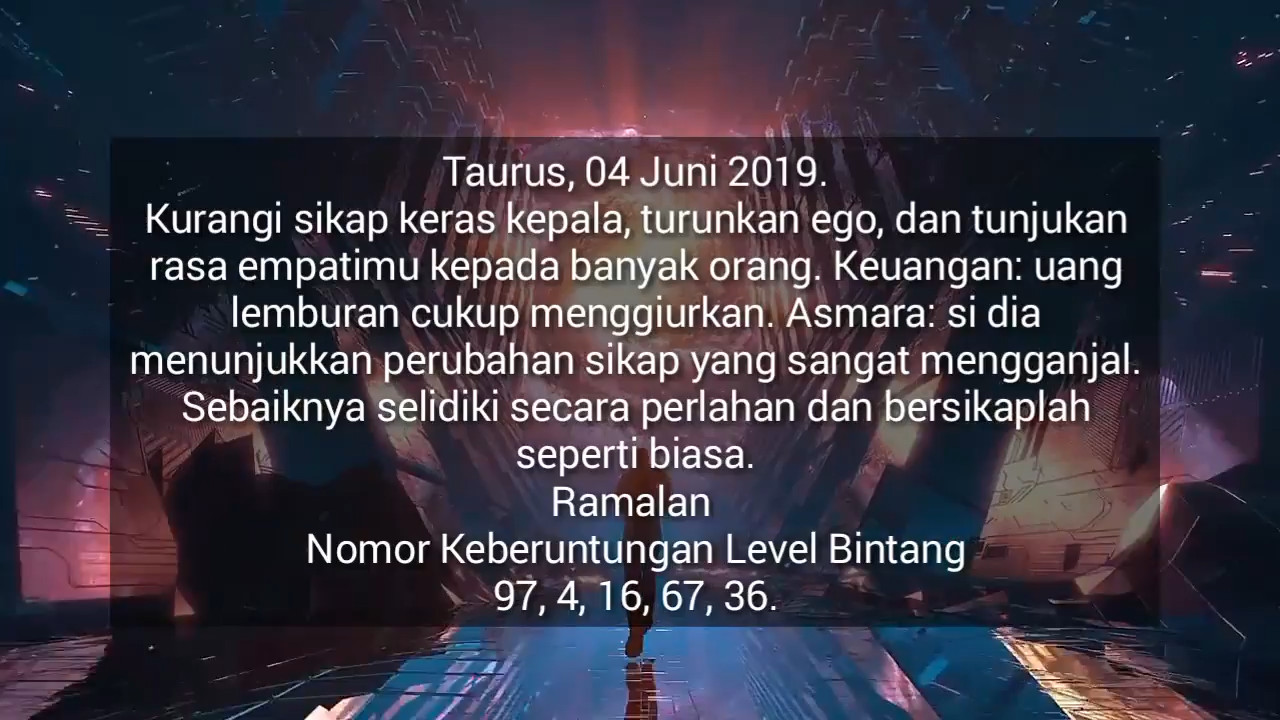 Taurus, 04 Juni 2019.
Kurangi sikap keras kepala, turunkan ego, dan tunjukan
rasa empatimu kepada banyak orang. Keuangan: uang
lemburan cukup menggiurkan. Asmara: si dia
menunjukkan perubahan sikap yang sangat mengganjal.
Sebaiknya selidiki secara perlahan dan bersikaplah
seperti biasa.
Ramalan
Nomor Keberuntungan Level Bintang
97, 4, 16, 67, 36.